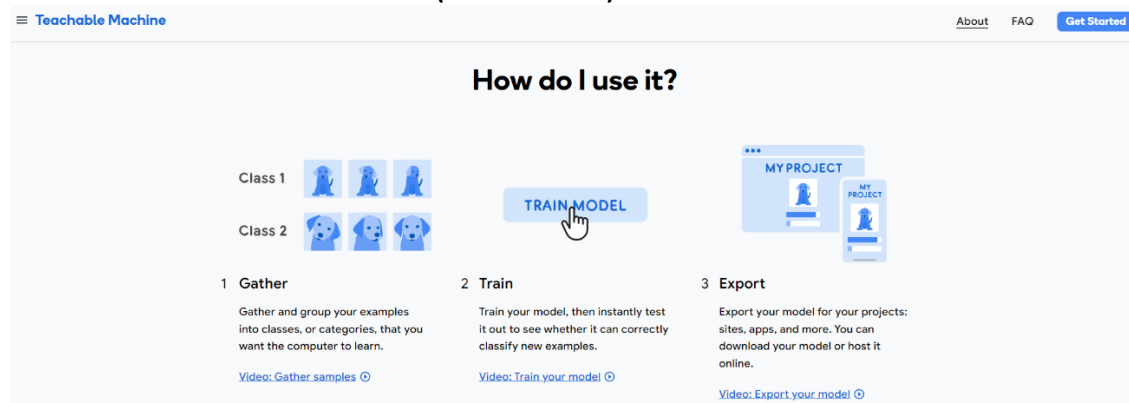 Teachable Machine
About FAQ Get Started
How do I use it?
Class 1
Class 2
TRAIN MODEL
MY PROJECT
MY
PROJECT
1 Gather
Gather and group your examples
into classes, or categories, that you
want the computer to learn.
Video: Gather samples
2 Train
Train your model, then instantly test
it out to see whether it can correctly
classify new examples.
Video: Train your model
3 Export
Export your model for your projects:
sites, apps, and more. You can
download your model or host it
online.
Video: Export your model